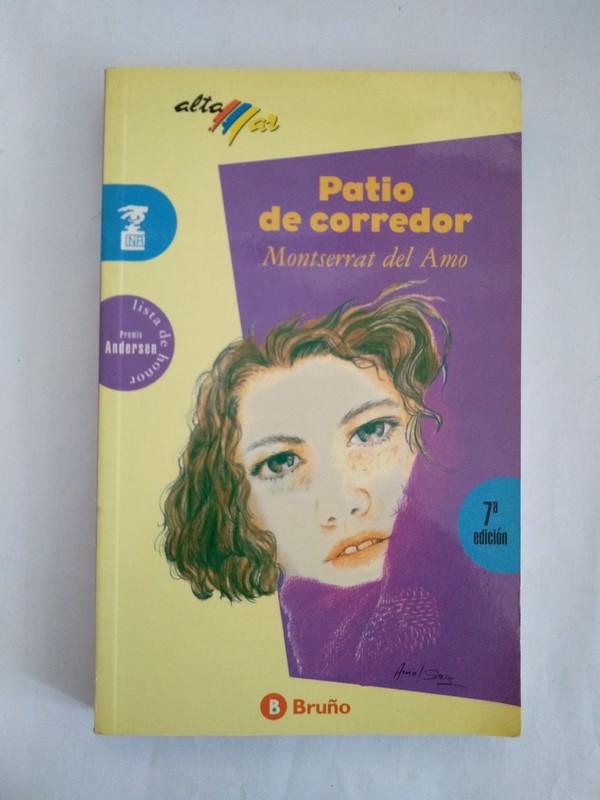 alta
Mar
Patio
de corredor
Montserrat del Amo
lista de honor
Premio
Andersen
7ª
edición
B Bruño